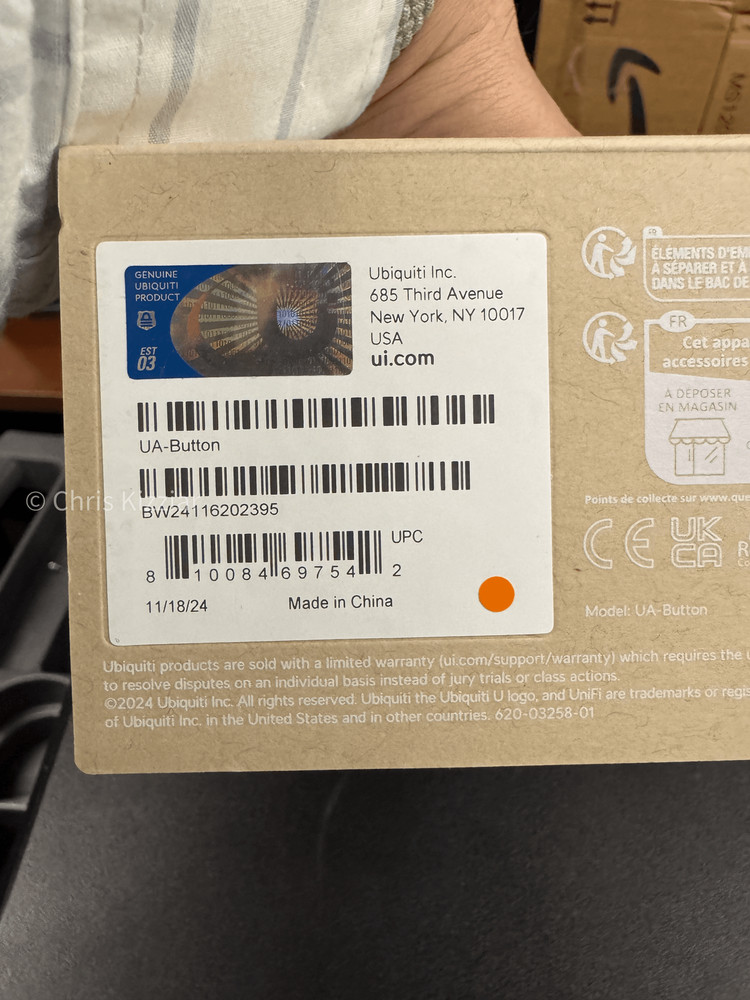 GENUINE
UBIQUITI
PRODUCT
EST
03
Ubiquiti Inc.
685 Third Avenue
New York, NY 10017
USA
ui.com
UA-Button
© Chris
BW24116202395
UPC
8 10084 69754 2
11/18/24
Made in China
FR
ÉLÉMENTS D'EM
À SÉPARER ET À
DANS LE BAC DE
FR
Cet appa
accessoires
À DÉPOSER
EN MAGASIN
Points de collecte sur www.que
CE
UK
CA
R
Co
Model: UA-Button
Ubiquiti products are sold with a limited warranty (ui.com/support/warranty) which requires the u
to resolve disputes on an individual basis instead of jury trials or class actions.
©2024 Ubiquiti Inc. All rights reserved. Ubiquiti the Ubiquiti U logo, and UniFi are trademarks or regis
of Ubiquiti Inc. in the United States and in other countries. 620-03258-01